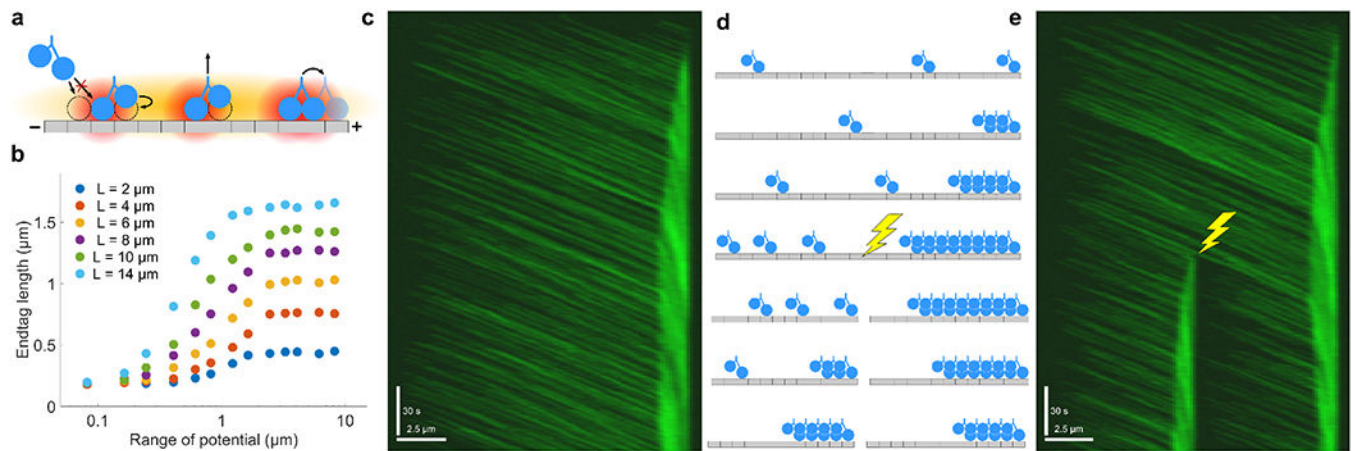 a
−
+
b
L = 2 µm
L = 4 µm
L = 6 µm
L = 8 µm
L = 10 µm
L = 14 µm
1.5
1
0.5
0
0.1
1
10
Endtag length (µm)
Range of potential (µm)
c
30 s
2.5 µm
d
e
30 s
2.5 µm